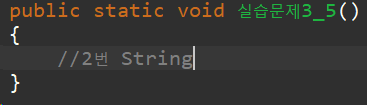 public static void 실습문제3_5()
{
//2번 String
}